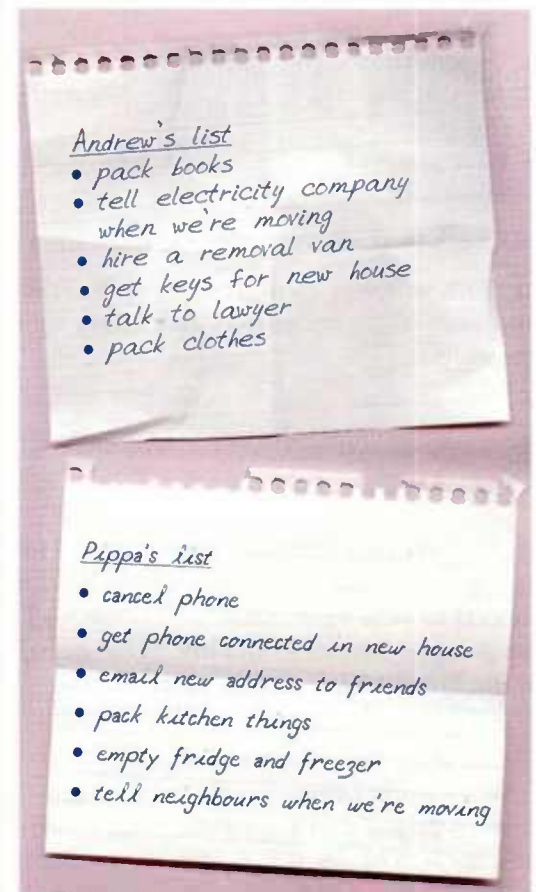 Andrew's list
• pack books
• tell electricity company
when we're moving
• hire a removal van
• get keys for new house
• talk to lawyer
• pack clothes
Pippa's list
• cancel phone
• get phone connected in new house
• email new address to friends
• pack kitchen things
• empty fridge and freezer
• tell neighbours when we're moving